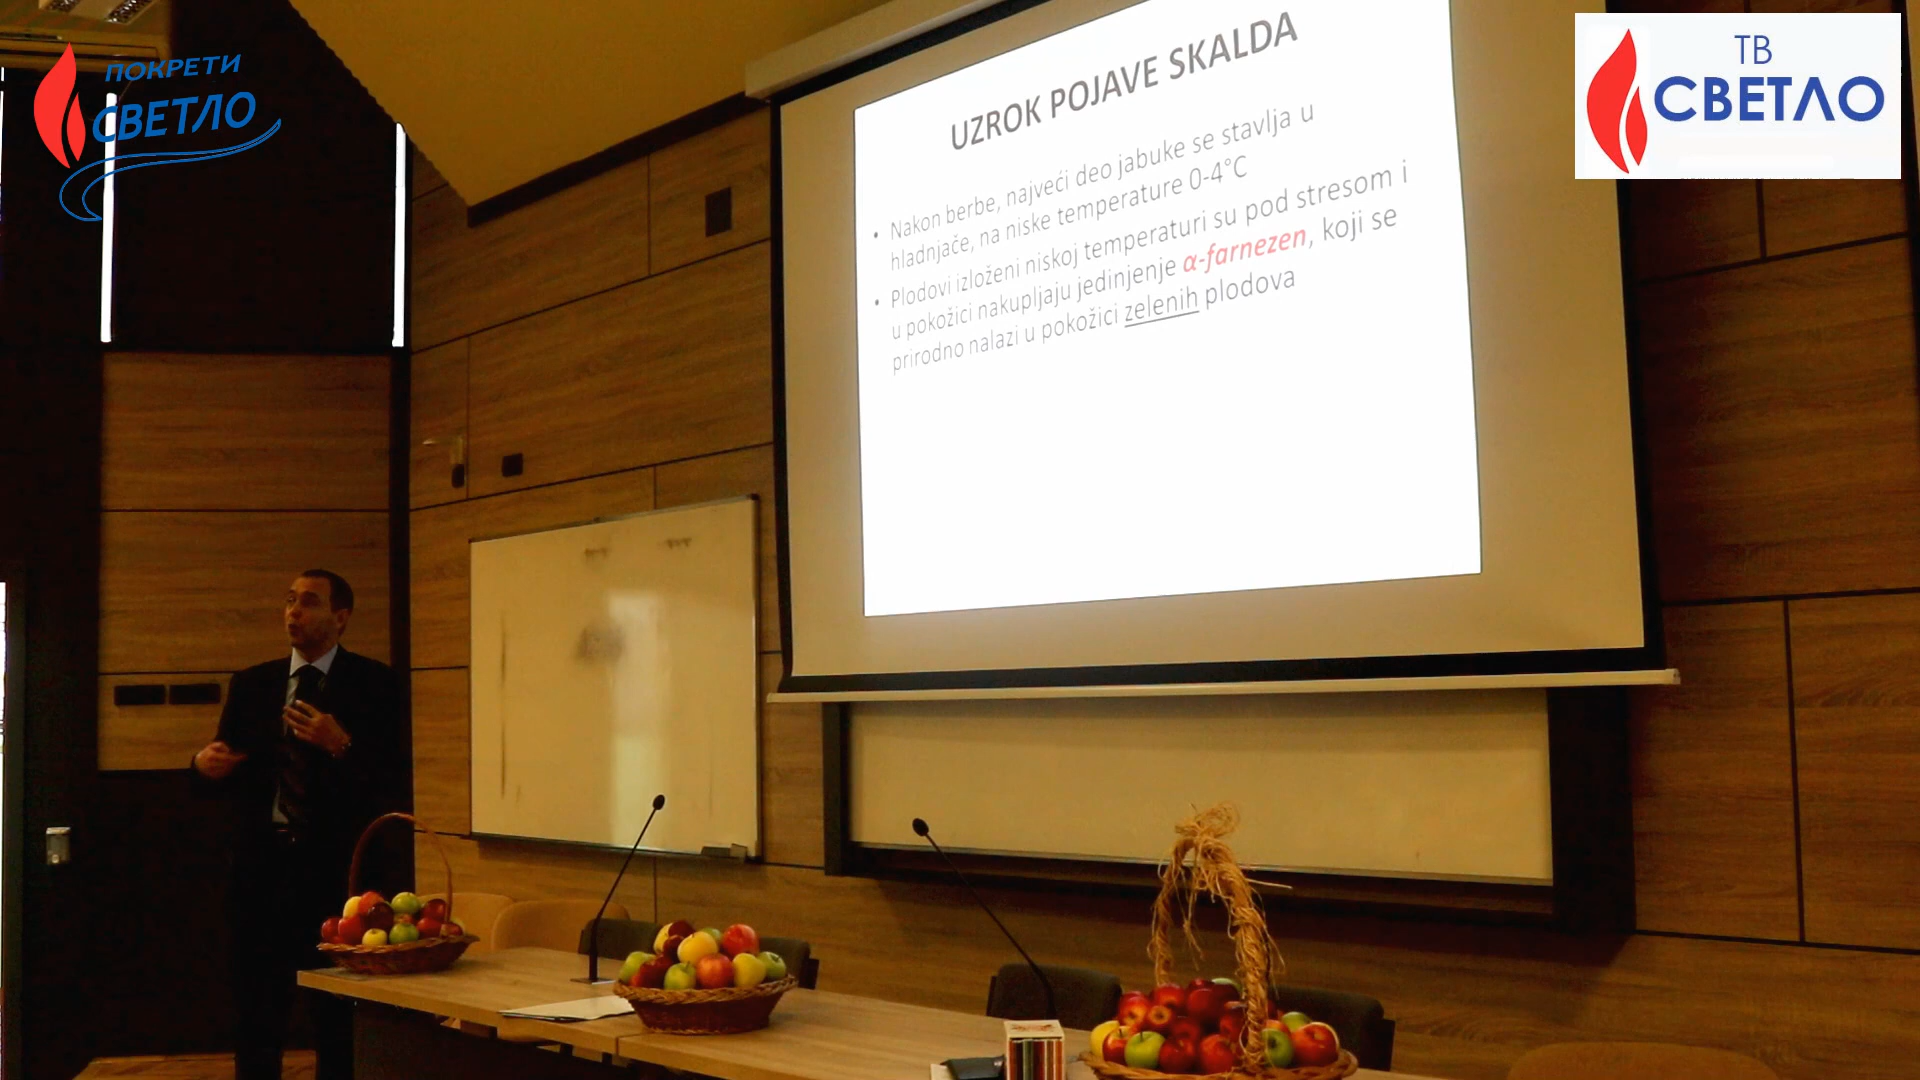 ПОКРЕТИ
СВЕТЛО
ТВ
СВЕТЛО
UZROK POJAVE SKALDA
• Nakon berbe, najveći deo jabuke se stavlja u
hladnjače, na niske temperature 0-4°C
• Plodovi izloženi niskoj temperaturi su pod stresom i
u pokožici nakupljaju jedinjenje α-farnezen, koji se
prirodno nalazi u pokožici zelenih plodova